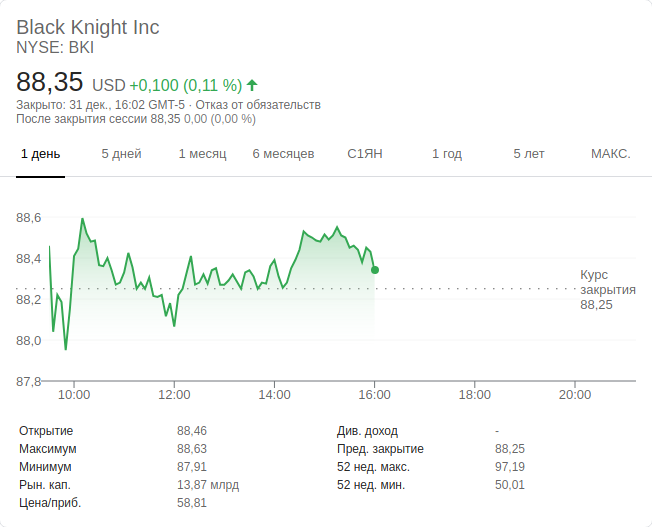 Black Knight Inc
NYSE: BKI
88,35 USD +0,100 (0,11 %)
Закрыто: 31 дек., 16:02 GMT-5 · Отказ от обязательств
После закрытия сессии 88,35 0,00 (0,00 %)
1 день 5 дней 1 месяц 6 месяцев С1ЯН 1 год 5 лет МАКС.
88,6
88,4
88,2
88,0
87,8
Курс
закрытия
88,25
10:00 12:00 14:00 16:00 18:00 20:00
Открытие 88,46 Див. доход -
Максимум 88,63 Пред. закрытие 88,25
Минимум 87,91 52 нед. макс. 97,19
Рын. кап. 13,87 млрд 52 нед. мин. 50,01
Цена/приб. 58,81